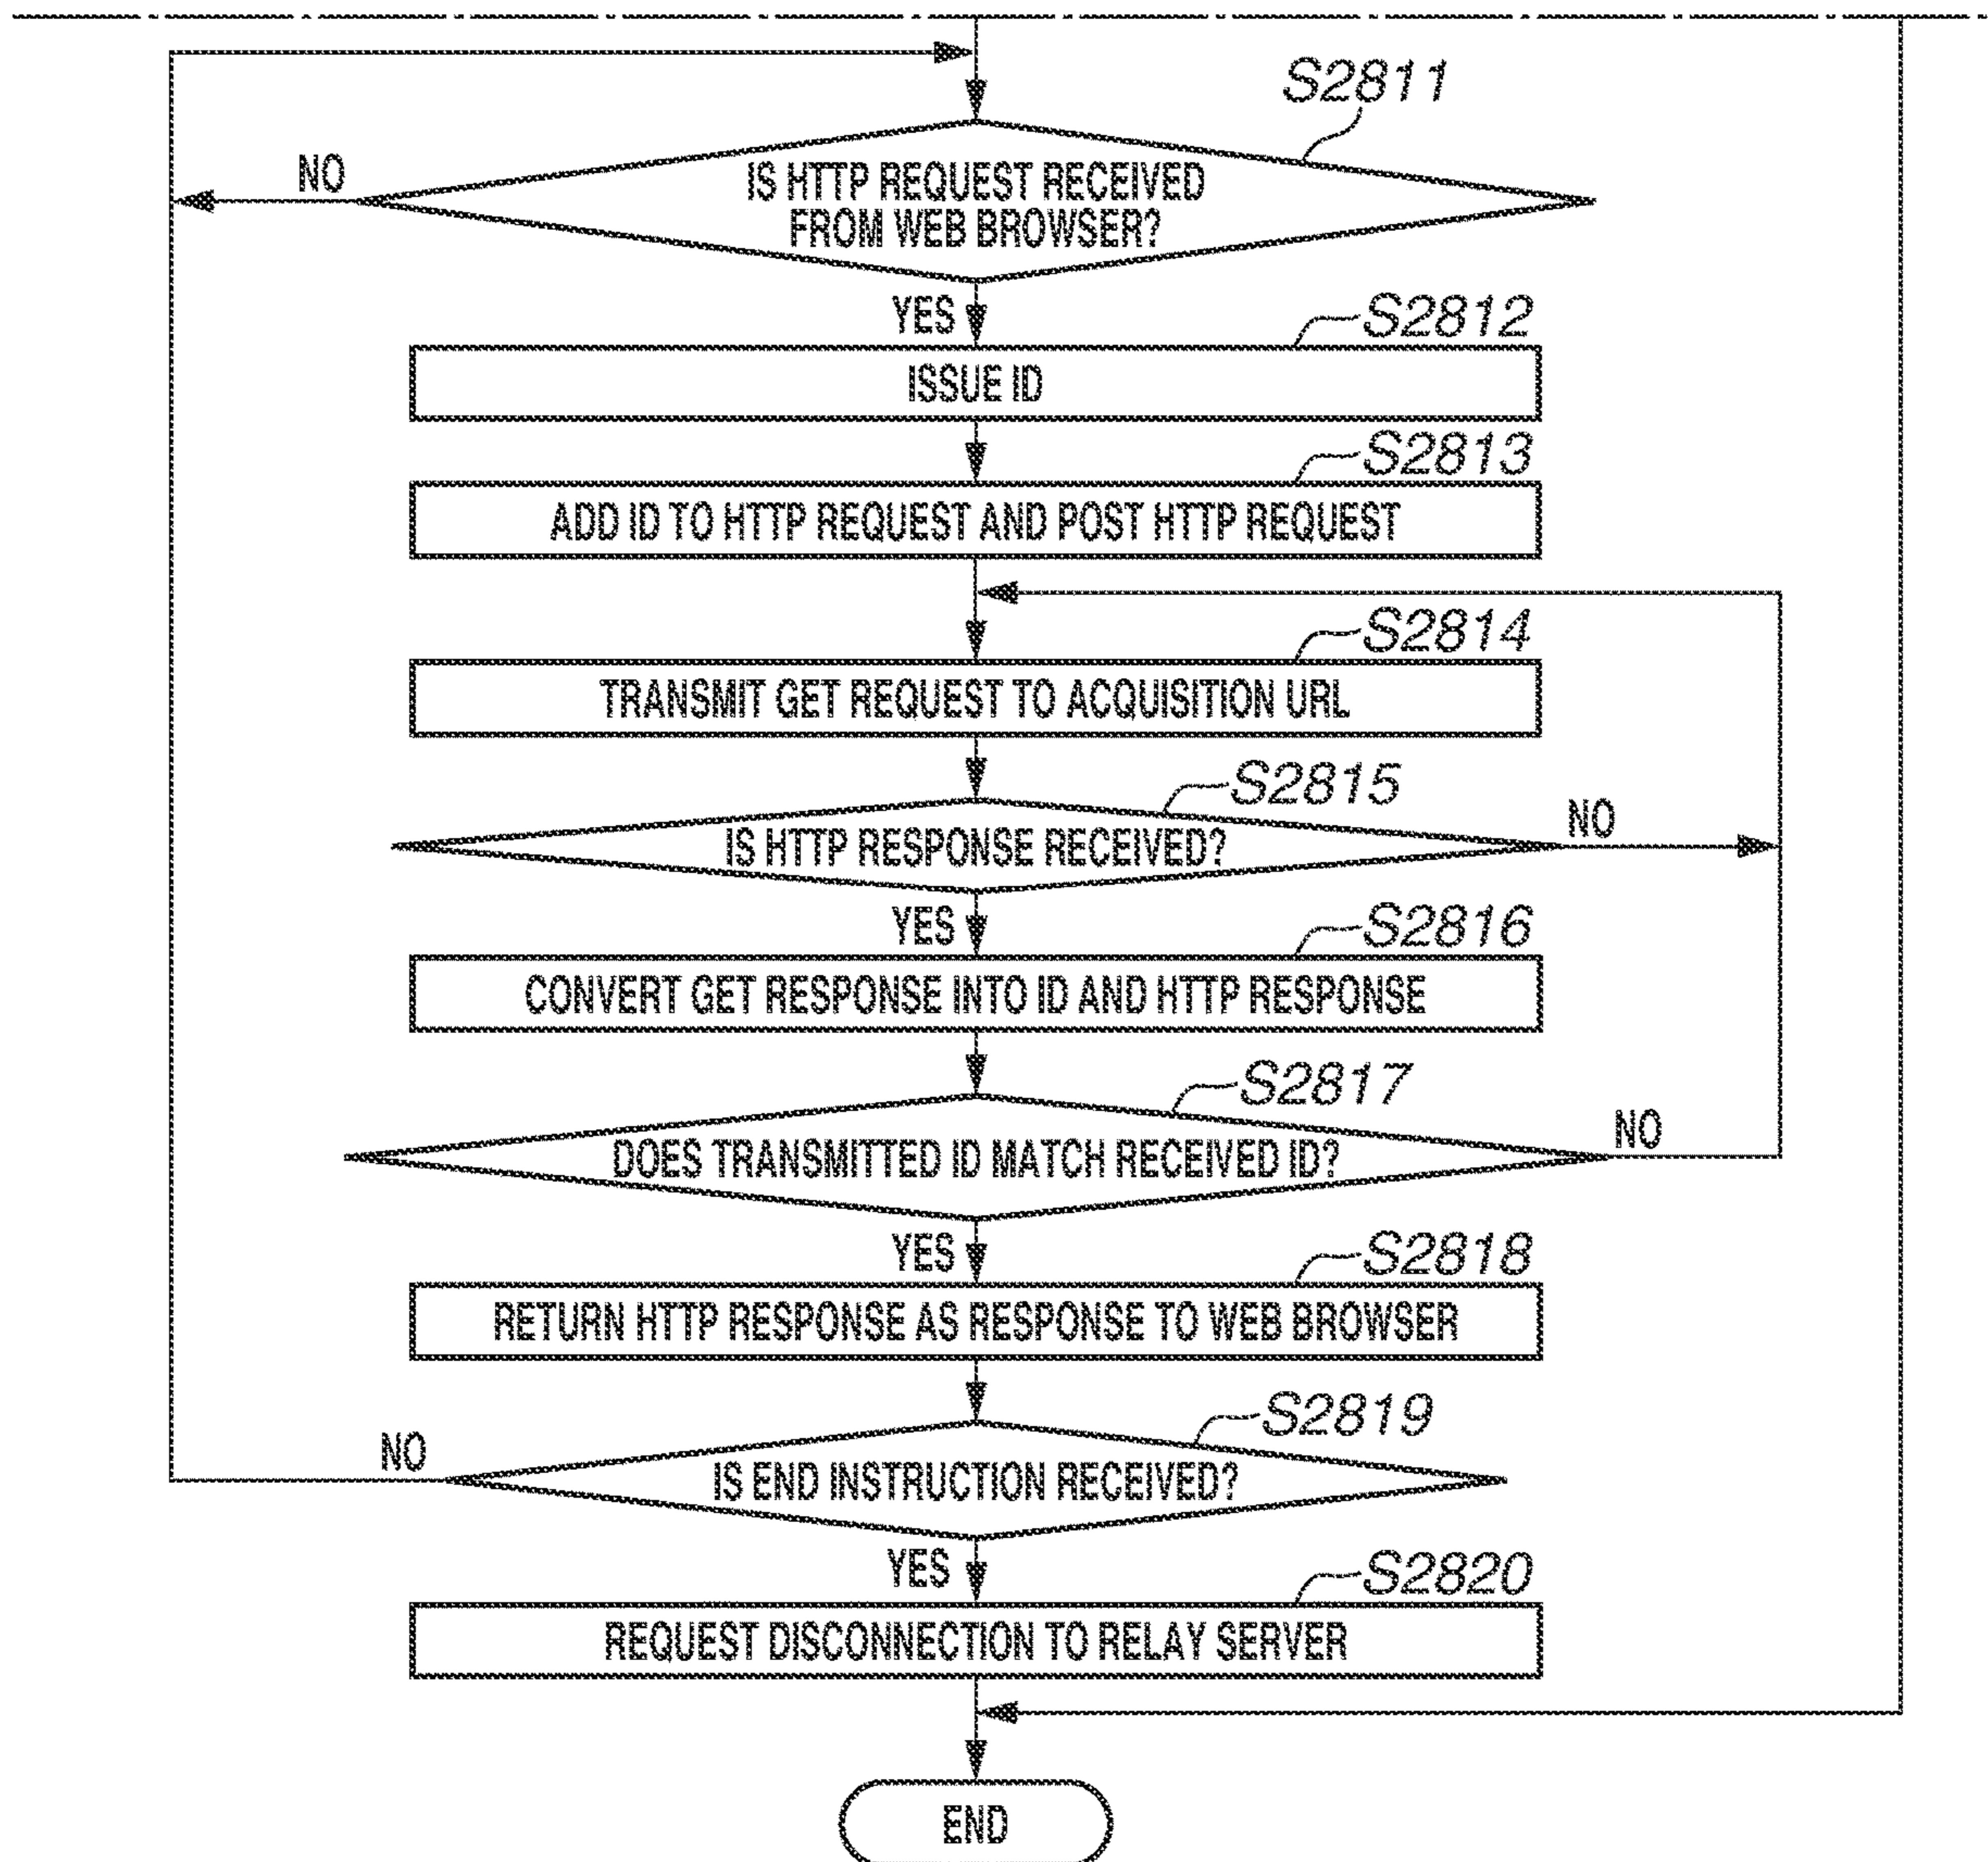 S2811
NO
IS HTTP REQUEST RECEIVED
FROM WEB BROWSER?
YES
S2812
ISSUE ID
S2813
ADD ID TO HTTP REQUEST AND POST HTTP REQUEST
S2814
TRANSMIT GET REQUEST TO ACQUISITION URL
S2815
NO
IS HTTP RESPONSE RECEIVED?
YES
S2816
CONVERT GET RESPONSE INTO ID AND HTTP RESPONSE
S2817
NO
DOES TRANSMITTED ID MATCH RECEIVED ID?
YES
S2818
RETURN HTTP RESPONSE AS RESPONSE TO WEB BROWSER
S2819
NO
IS END INSTRUCTION RECEIVED?
YES
S2820
REQUEST DISCONNECTION TO RELAY SERVER
END